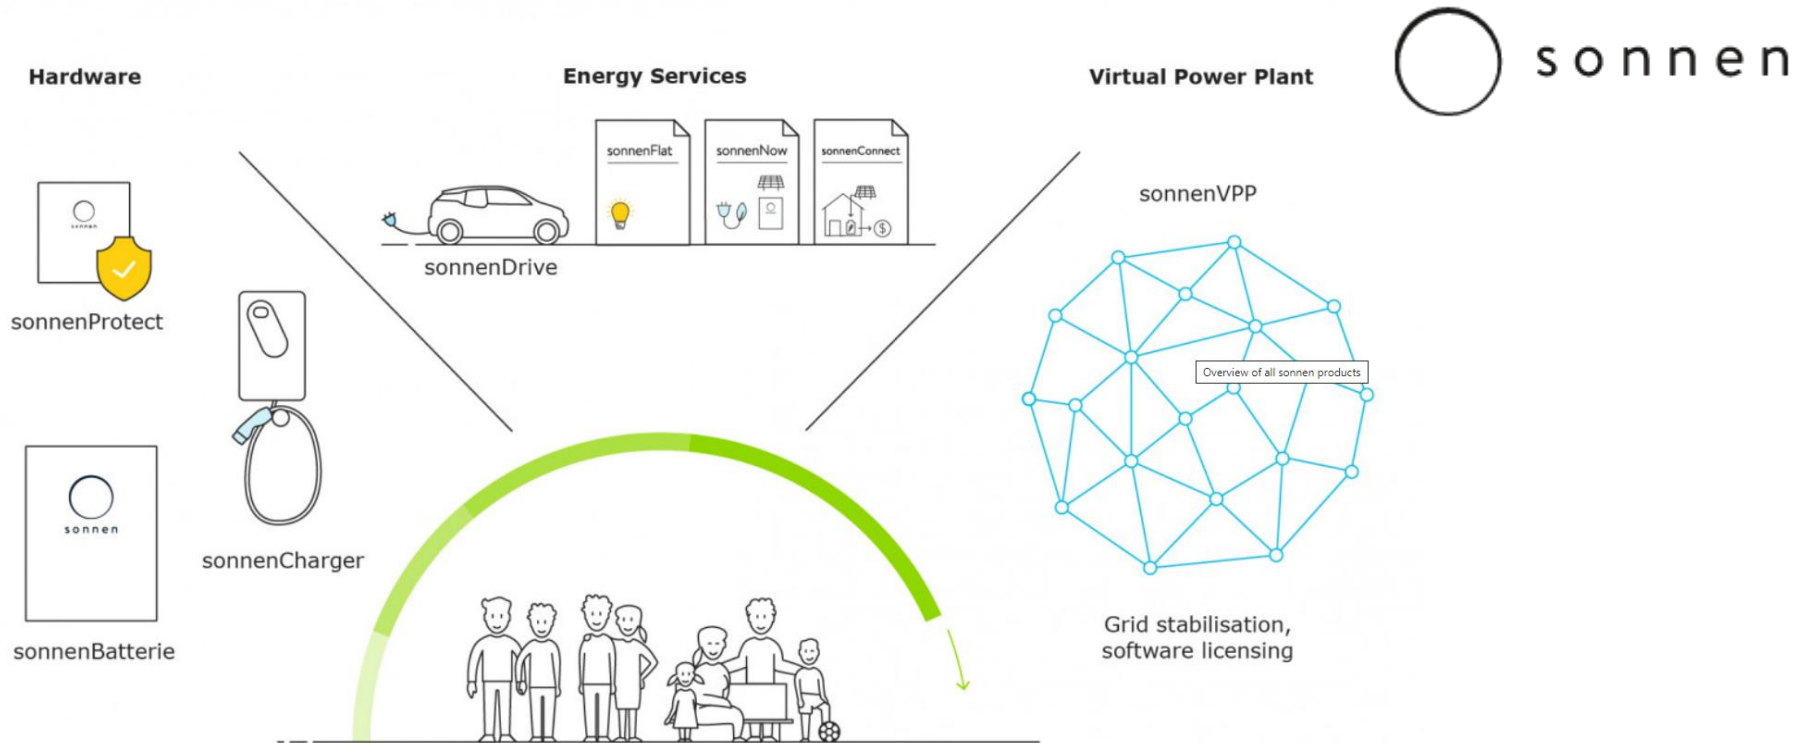 sonnen
Hardware
Energy Services
Virtual Power Plant
sonnen
sonnenProtect
sonnenCharger
sonnen
sonnenBatterie
sonnenFlat
sonnenNow
sonnenConnect
$
sonnenDrive
sonnenVPP
Overview of all sonnen products
Grid stabilisation,
software licensing